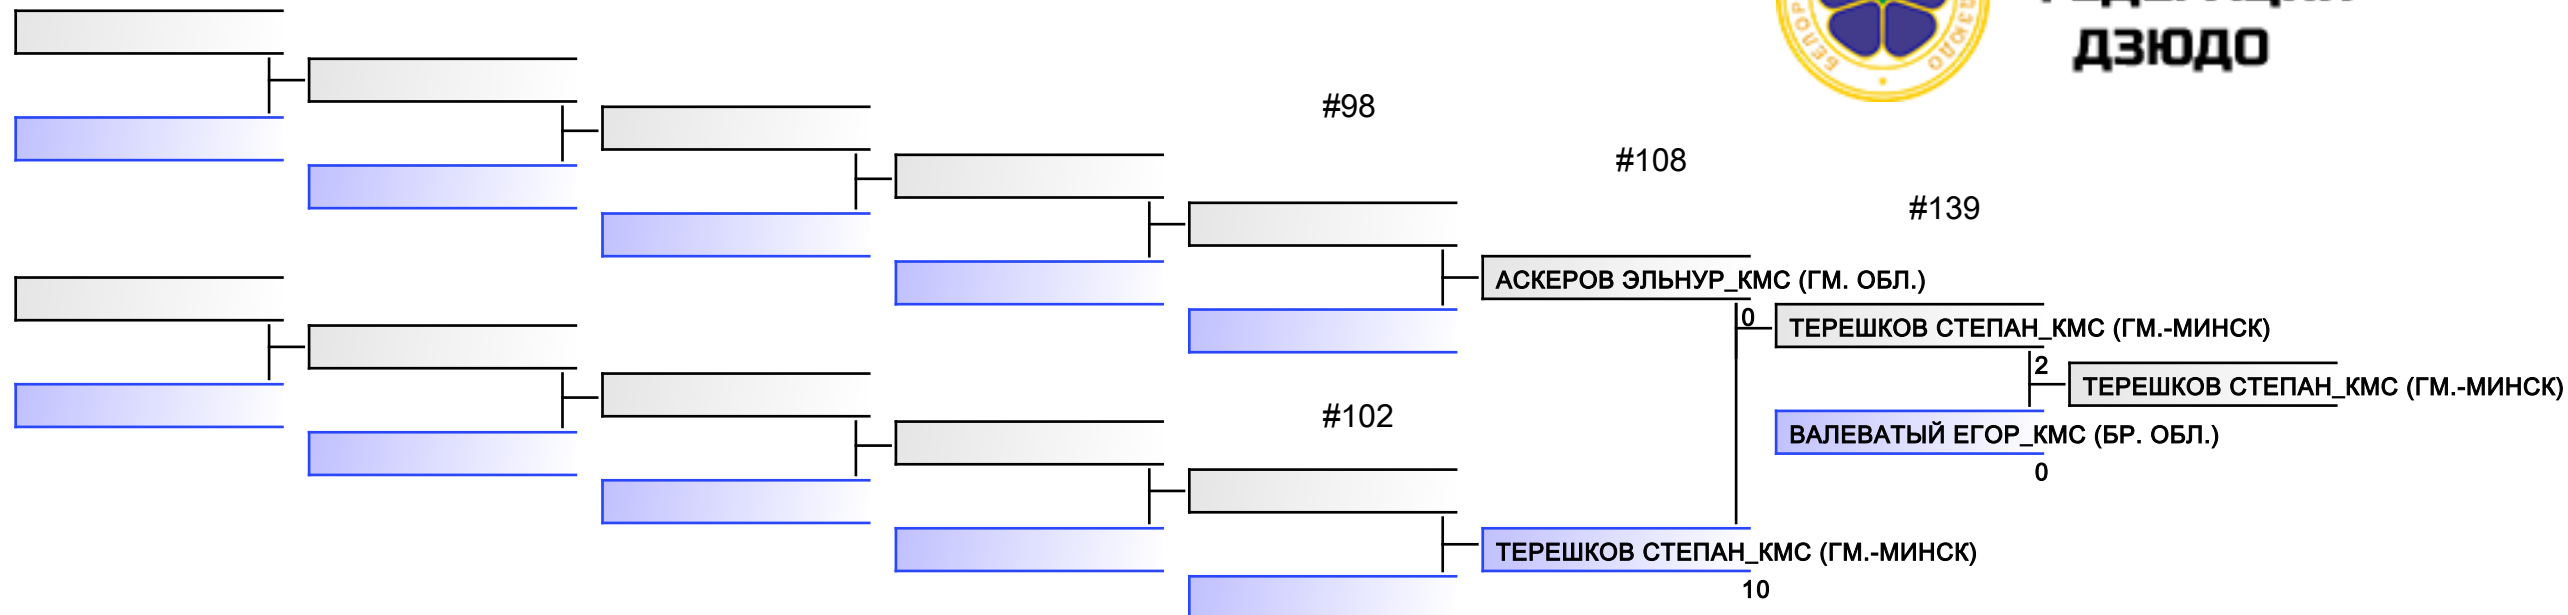 ДЗЮДО
#98
#108
#139
АСКЕРОВ ЭЛЬНУР_КМС (ГМ. ОБЛ.)
0
ТЕРЕШКОВ СТЕПАН_КМС (ГМ.-МИНСК)
2
ТЕРЕШКОВ СТЕПАН_КМС (ГМ.-МИНСК)
#102
ВАЛЕВАТЫЙ ЕГОР_КМС (БР. ОБЛ.)
0
ТЕРЕШКОВ СТЕПАН_КМС (ГМ.-МИНСК)
10